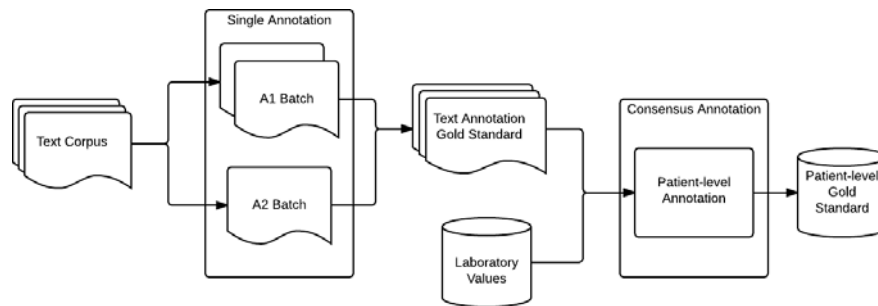 Single Annotation
A1 Batch
Text Corpus
A2 Batch
Text Annotation
Gold Standard
Laboratory
Values
Consensus Annotation
Patient-level
Annotation
Patient-level
Gold
Standard